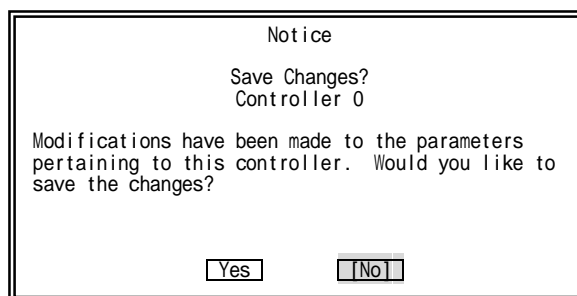 Notice
Save Changes?
Controller 0
Modifications have been made to the parameters
pertaining to this controller. Would you like to
save the changes?
Yes [No]